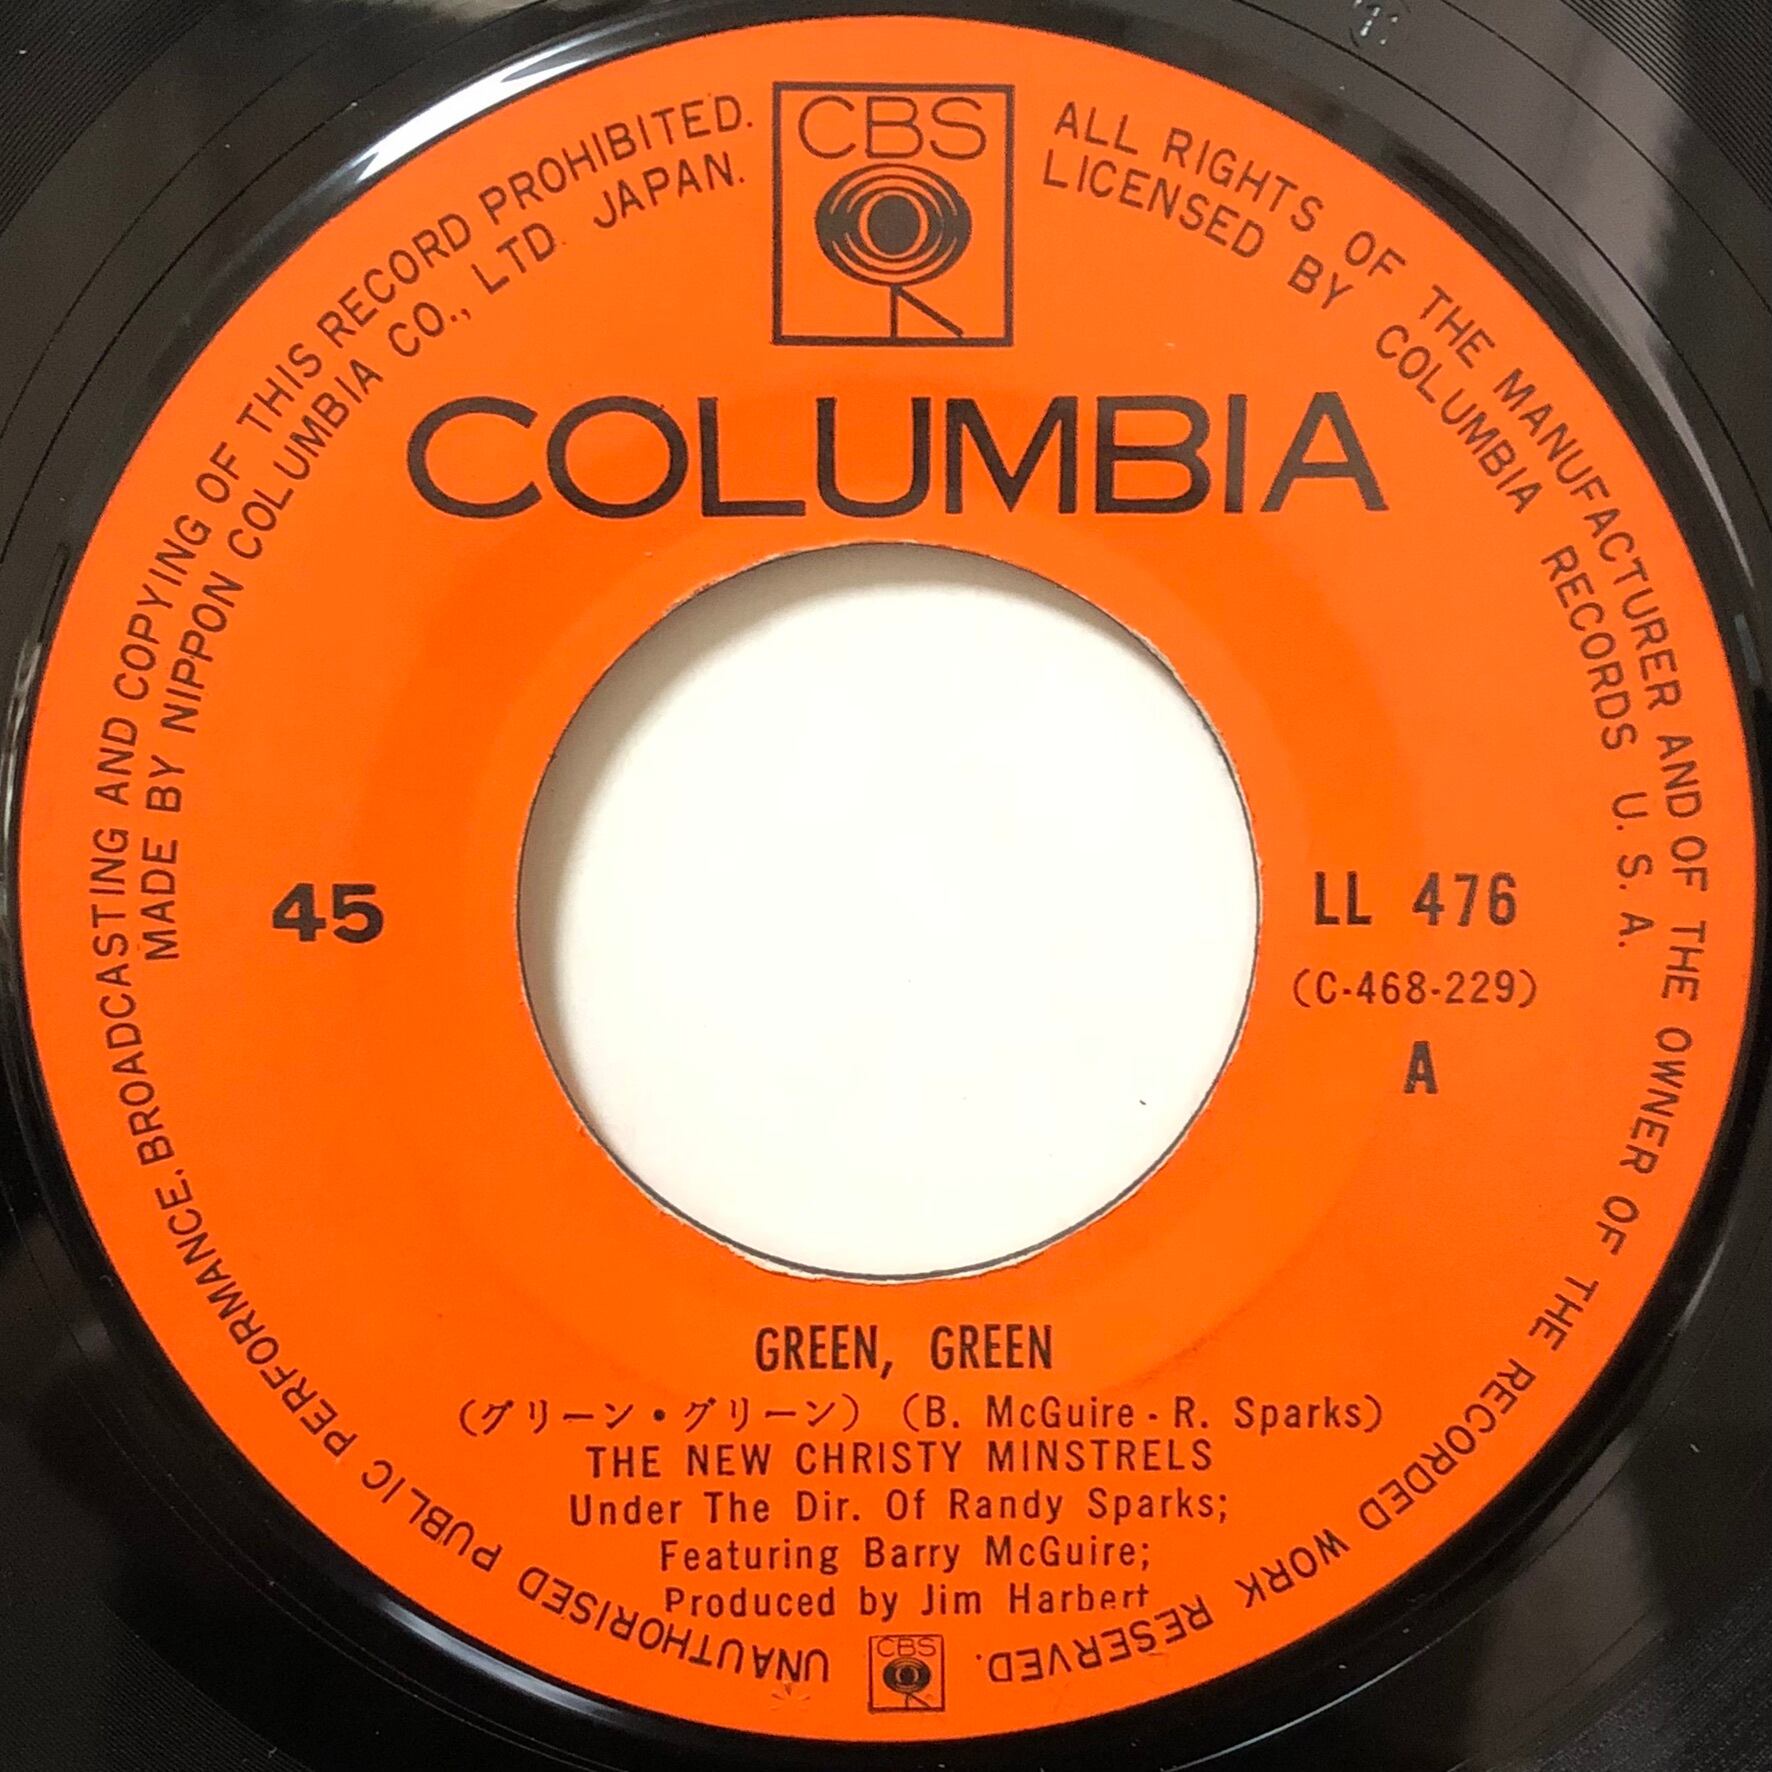 CBS
COLUMBIA
ALL RIGHTS OF THE MANUFACTURER AND OF THE OWNER OF THE RECORDED WORK RESERVED.
LICENSED BY COLUMBIA RECORDS U.S.A.
UNAUTHORISED PUBLIC PERFORMANCE, BROADCASTING AND COPYING OF THIS RECORD PROHIBITED.
MADE BY NIPPON COLUMBIA CO., LTD. JAPAN.
45
LL 476
(C-468-229)
A
GREEN, GREEN
(グリーン・グリーン) (B. McGuire - R. Sparks)
THE NEW CHRISTY MINSTRELS
Under The Dir. Of Randy Sparks;
Featuring Barry McGuire;
Produced by Jim Harbert
CBS